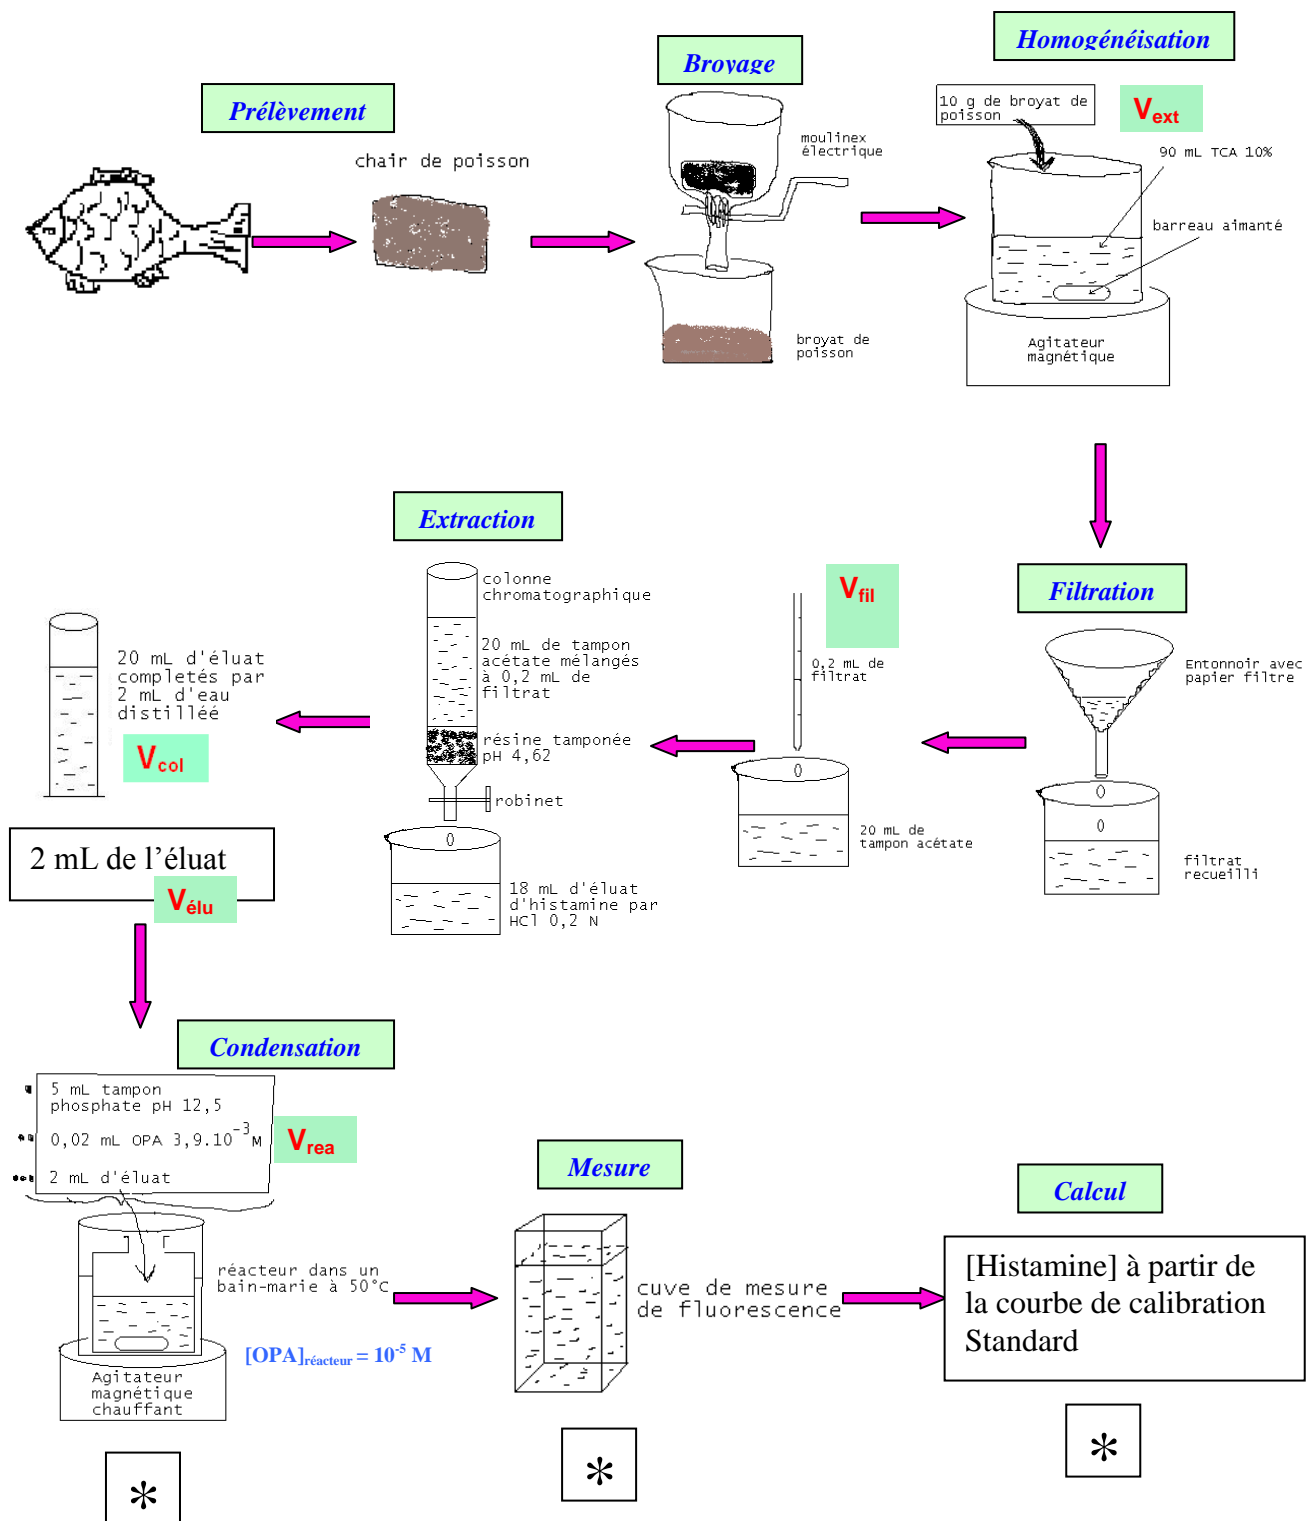 Prélèvement
chair de poisson
Broyage
moulinex
électrique
broyat de
poisson
Homogénéisation
10 g de broyat de
poisson
Vext
90 mL TCA 10%
barreau aimanté
Agitateur
magnétique
Filtration
Entonnoir avec
papier filtre
filtrat
recueilli
Vfil
0,2 mL de
filtrat
20 mL de
tampon acétate
Extraction
colonne
chromatographique
20 mL de tampon
acétate mélangés
à 0,2 mL de
filtrat
résine tamponée
pH 4,62
robinet
18 mL d'éluat
d'histamine par
HCl 0,2 N
20 mL d'éluat
completés par
2 mL d'eau
distilléé
Vcol
2 mL de l'éluat
Vélu
Condensation
5 mL tampon
phosphate pH 12,5
0,02 mL OPA 3,9.10⁻³M
2 mL d'éluat
Vrea
réacteur dans un
bain-marie à 50°C
[OPA]réacteur = 10⁻⁵ M
Agitateur
magnétique
chauffant
*
Mesure
cuve de mesure
de fluorescence
*
Calcul
[Histamine] à partir de
la courbe de calibration
Standard
*